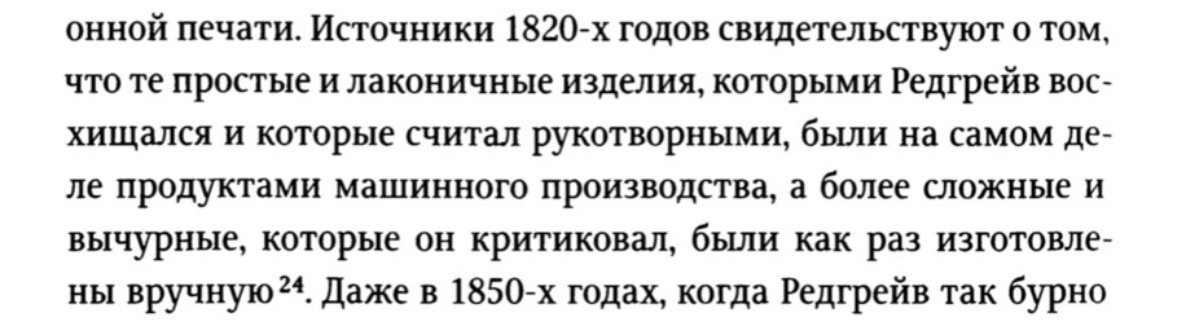 онной печати. Источники 1820-х годов свидетельствуют о том,
что те простые и лаконичные изделия, которыми Редгрейв вос-
хищался и которые считал рукотворными, были на самом де-
ле продуктами машинного производства, а более сложные и
вычурные, которые он критиковал, были как раз изготовле-
ны вручную²⁴. Даже в 1850-х годах, когда Редгрейв так бурно